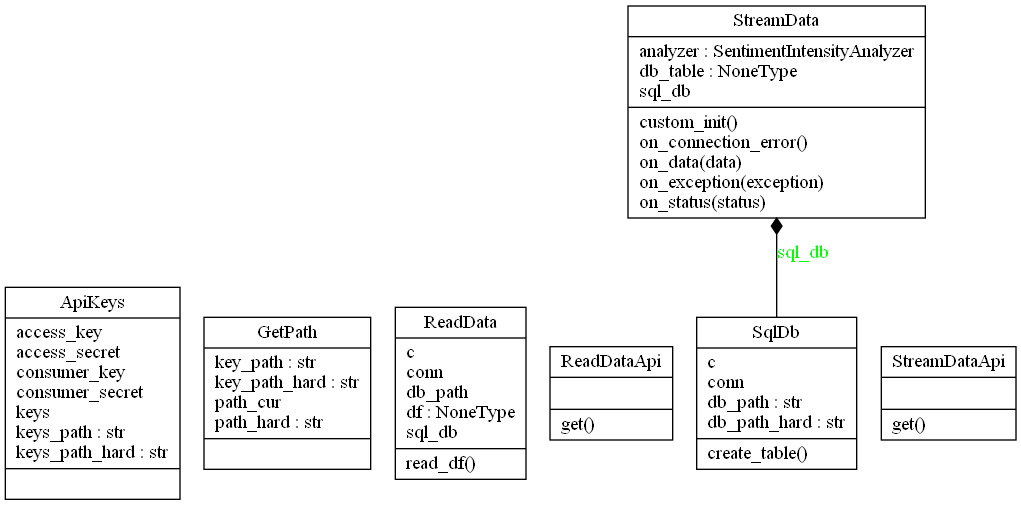 StreamData
analyzer : SentimentIntensityAnalyzer
db_table : NoneType
sql_db
custom_init()
on_connection_error()
on_data(data)
on_exception(exception)
on_status(status)
sql_db
ApiKeys
access_key
access_secret
consumer_key
consumer_secret
keys
keys_path : str
keys_path_hard : str
GetPath
key_path : str
key_path_hard : str
path_cur
path_hard : str
ReadData
c
conn
db_path
df : NoneType
sql_db
read_df()
ReadDataApi
get()
SqlDb
c
conn
db_path : str
db_path_hard : str
create_table()
StreamDataApi
get()